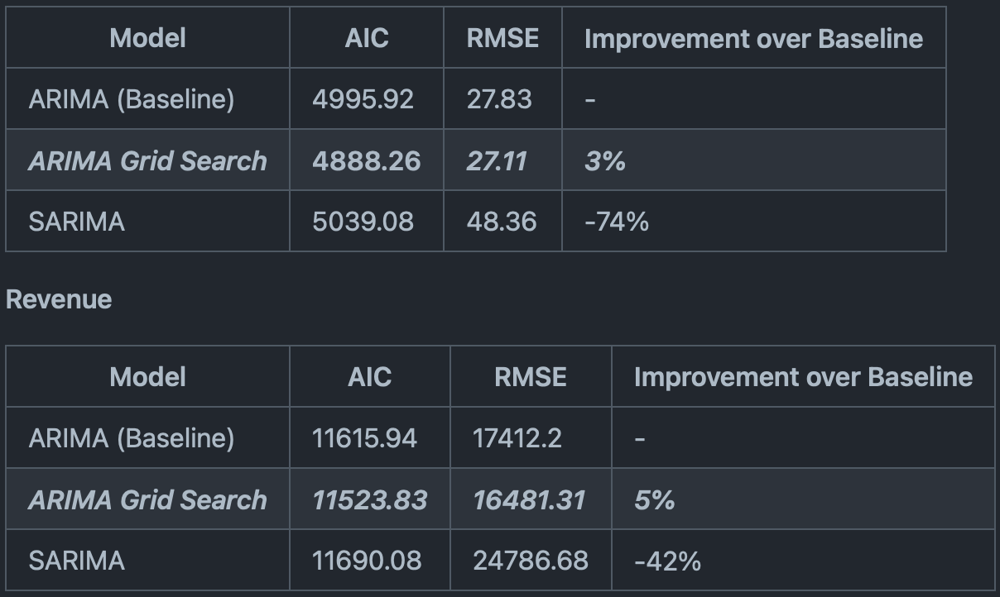 Model AIC RMSE Improvement over Baseline
ARIMA (Baseline) 4995.92 27.83 -
ARIMA Grid Search 4888.26 27.11 3%
SARIMA 5039.08 48.36 -74%
Revenue
Model AIC RMSE Improvement over Baseline
ARIMA (Baseline) 11615.94 17412.2 -
ARIMA Grid Search 11523.83 16481.31 5%
SARIMA 11690.08 24786.68 -42%